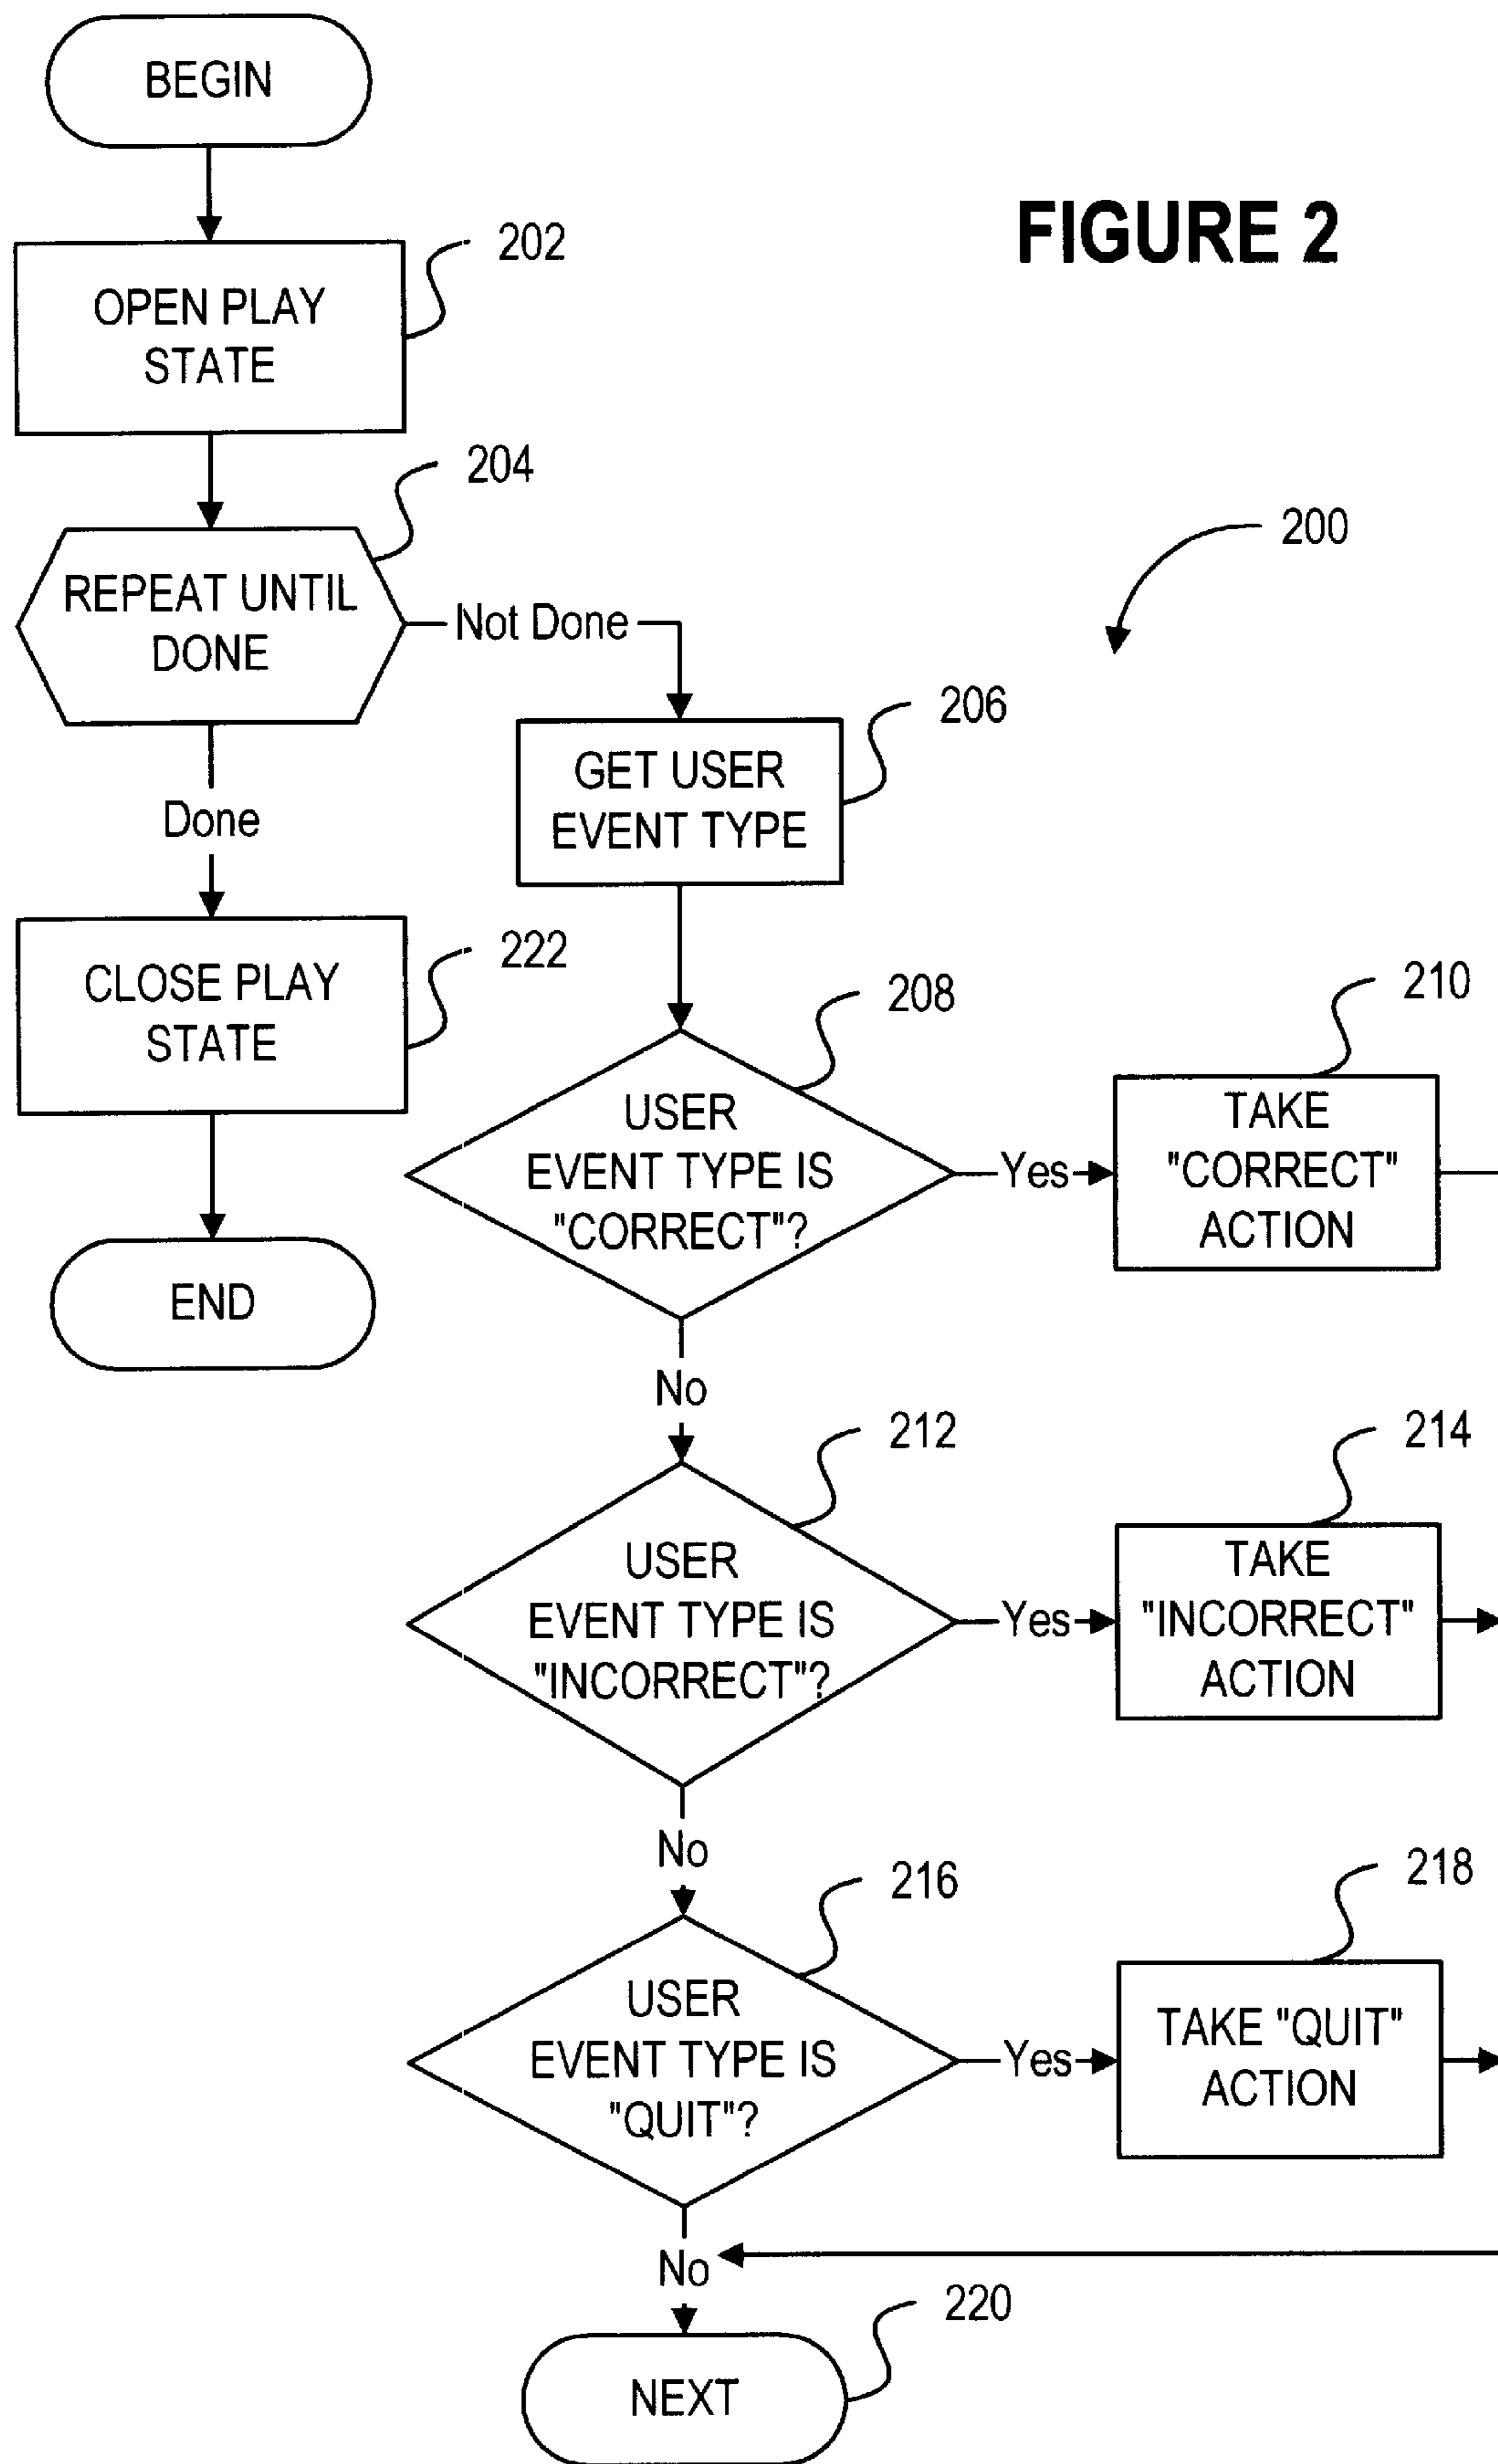 BEGIN
FIGURE 2
202
OPEN PLAY
STATE
204
REPEAT UNTIL
DONE
Not Done
200
206
GET USER
EVENT TYPE
Done
222
CLOSE PLAY
STATE
END
208
USER
EVENT TYPE IS
"CORRECT"?
Yes
210
TAKE
"CORRECT"
ACTION
No
212
USER
EVENT TYPE IS
"INCORRECT"?
Yes
214
TAKE
"INCORRECT"
ACTION
No
216
USER
EVENT TYPE IS
"QUIT"?
Yes
218
TAKE "QUIT"
ACTION
No
220
NEXT